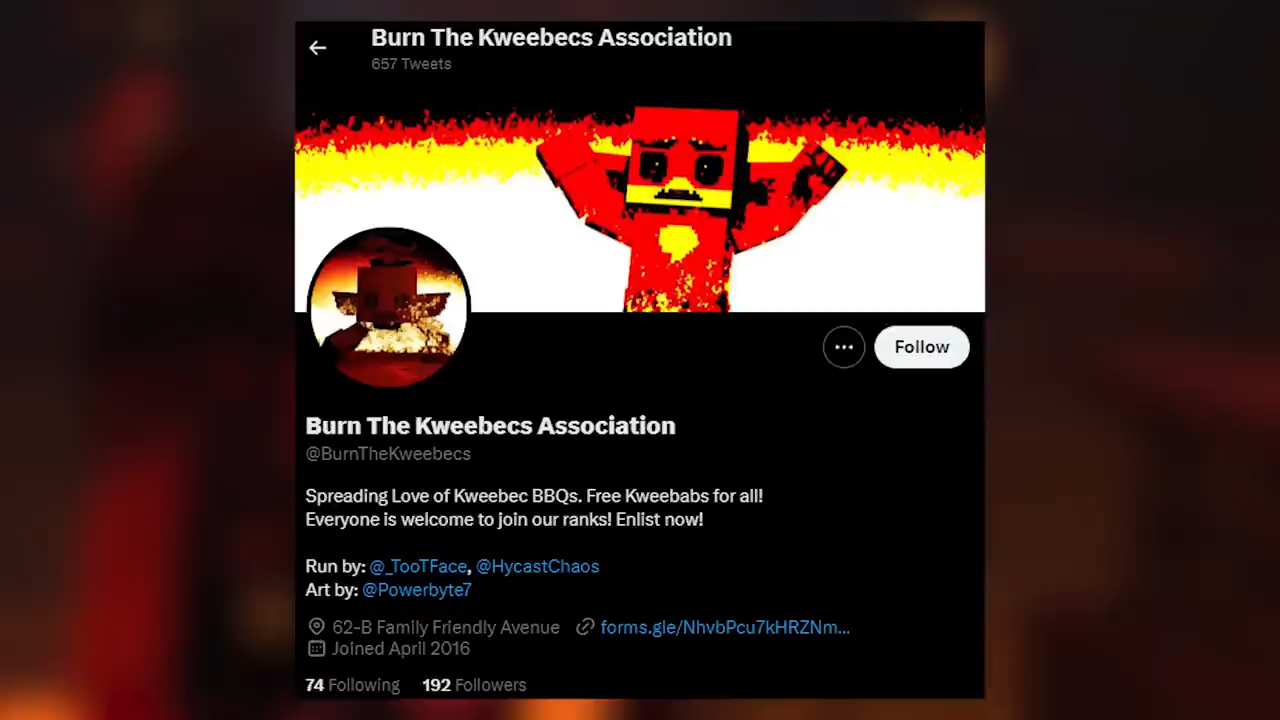 Burn The Kweebecs Association
657 Tweets
Follow
Burn The Kweebecs Association
@BurnTheKweebecs
Spreading Love of Kweebec BBQs. Free Kweebabs for all!
Everyone is welcome to join our ranks! Enlist now!
Run by: @_TooTFace, @HycastChaos
Art by: @Powerbyte7
62-B Family Friendly Avenue forms.gle/NhvbPcu7kHRZNm...
Joined April 2016
74 Following 192 Followers